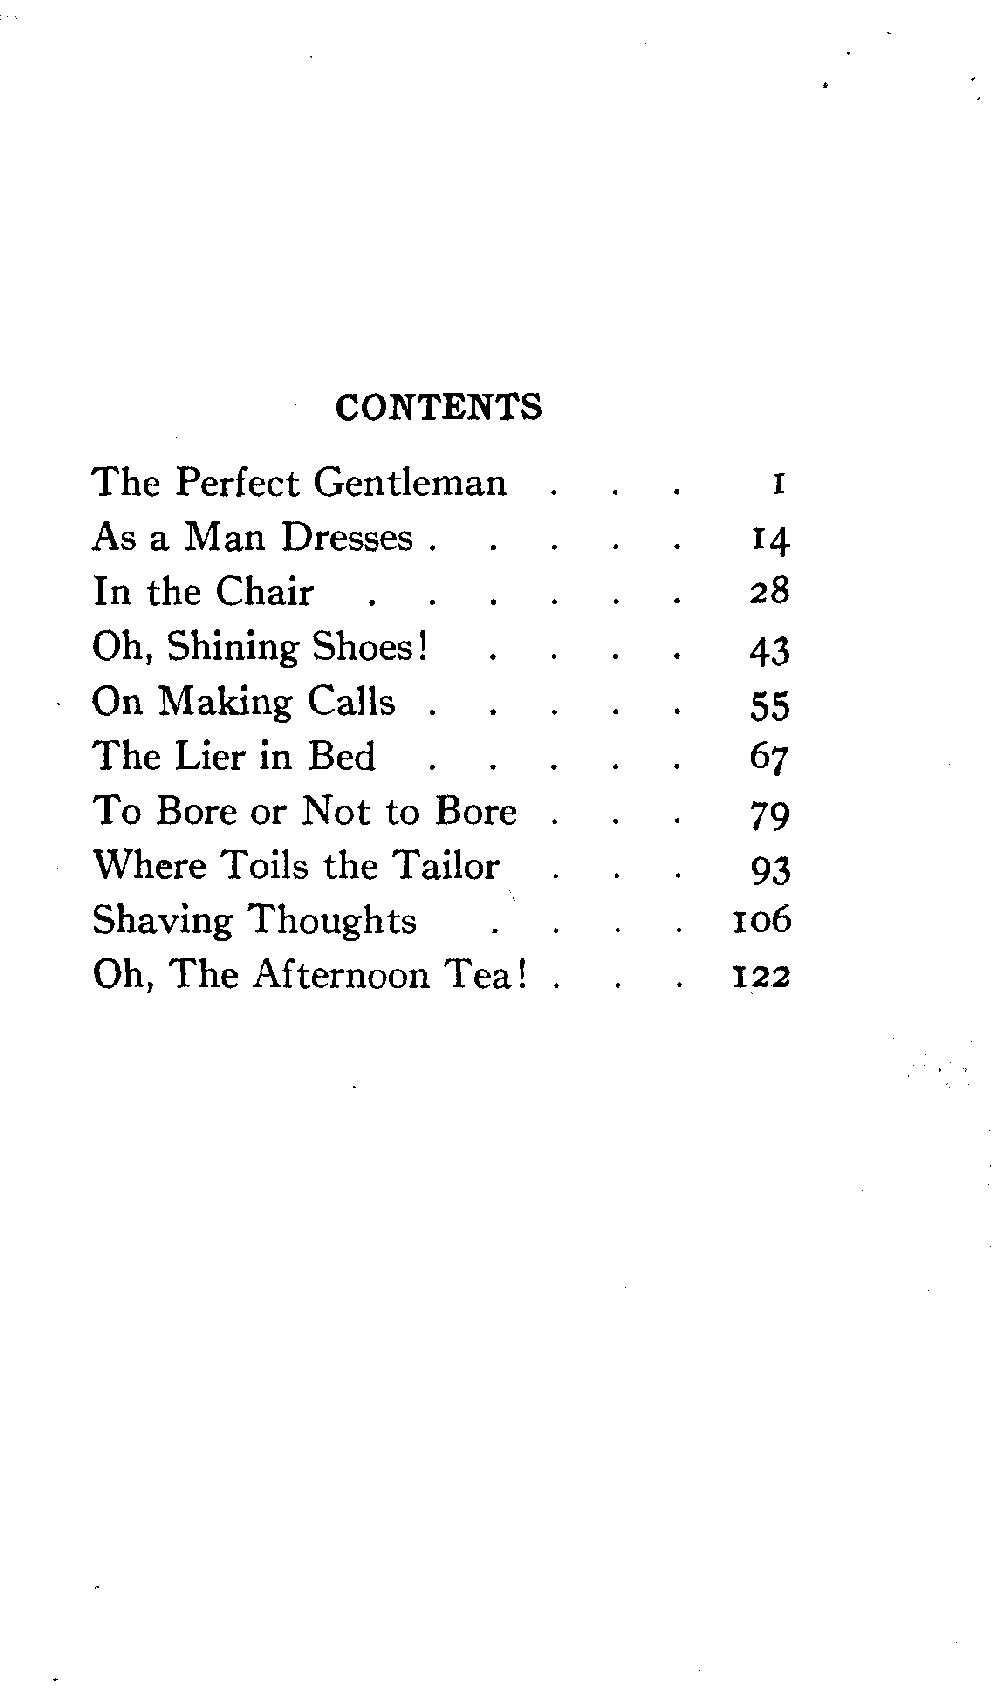 CONTENTS
The Perfect Gentleman . . . 1
As a Man Dresses . . . . . 14
In the Chair . . . . . . 28
Oh, Shining Shoes! . . . . 43
On Making Calls . . . . . 55
The Lier in Bed . . . . . 67
To Bore or Not to Bore . . . 79
Where Toils the Tailor . . . 93
Shaving Thoughts . . . . 106
Oh, The Afternoon Tea! . . . 122